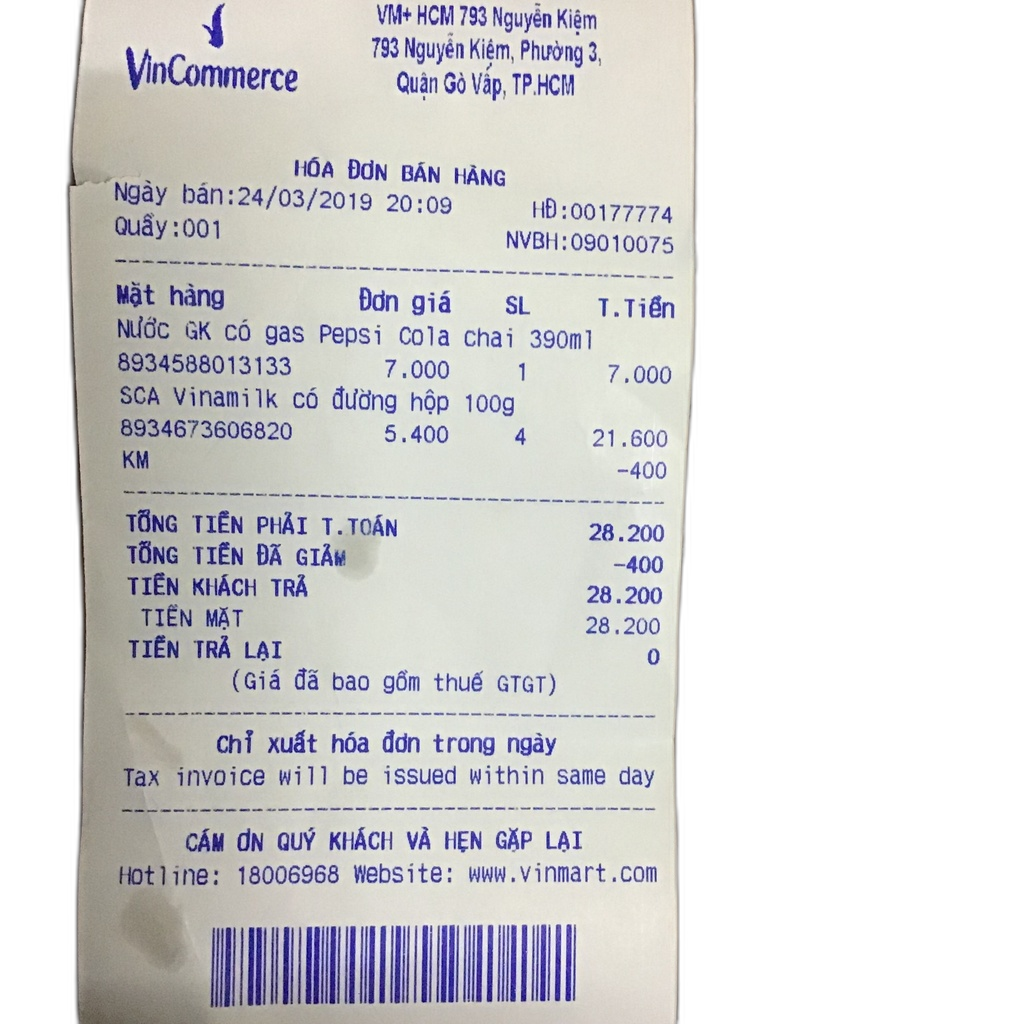 VinCommerce
VM+ HCM 793 Nguyễn Kiệm
793 Nguyễn Kiệm, Phường 3,
Quận Gò Vấp, TP.HCM
HÓA ĐƠN BÁN HÀNG
Ngày bán:24/03/2019 20:09 HĐ:00177774
Quầy:001 NVBH:09010075
Mặt hàng Đơn giá SL T.Tiền
Nước GK có gas Pepsi Cola chai 390ml
8934588013133 7.000 1 7.000
SCA Vinamilk có đường hộp 100g
8934673606820 5.400 4 21.600
KM -400
TỔNG TIỀN PHẢI T.TOÁN 28.200
TỔNG TIỀN ĐÃ GIẢM -400
TIỀN KHÁCH TRẢ 28.200
TIỀN MẶT 28.200
TIỀN TRẢ LẠI 0
(Giá đã bao gồm thuế GTGT)
Chỉ xuất hóa đơn trong ngày
Tax invoice will be issued within same day
CÁM ƠN QUÝ KHÁCH VÀ HẸN GẶP LẠI
Hotline: 18006968 Website: www.vinmart.com